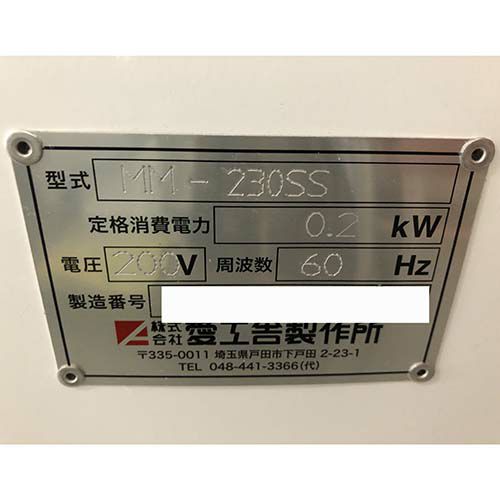 型式 MM-230SS
定格消費電力 0.2 kW
電圧 200V 周波数 60 Hz
製造番号
株式会社 愛工舎製作所
〒335-0011 埼玉県戸田市下戸田 2-23-1
TEL 048-441-3366(代)